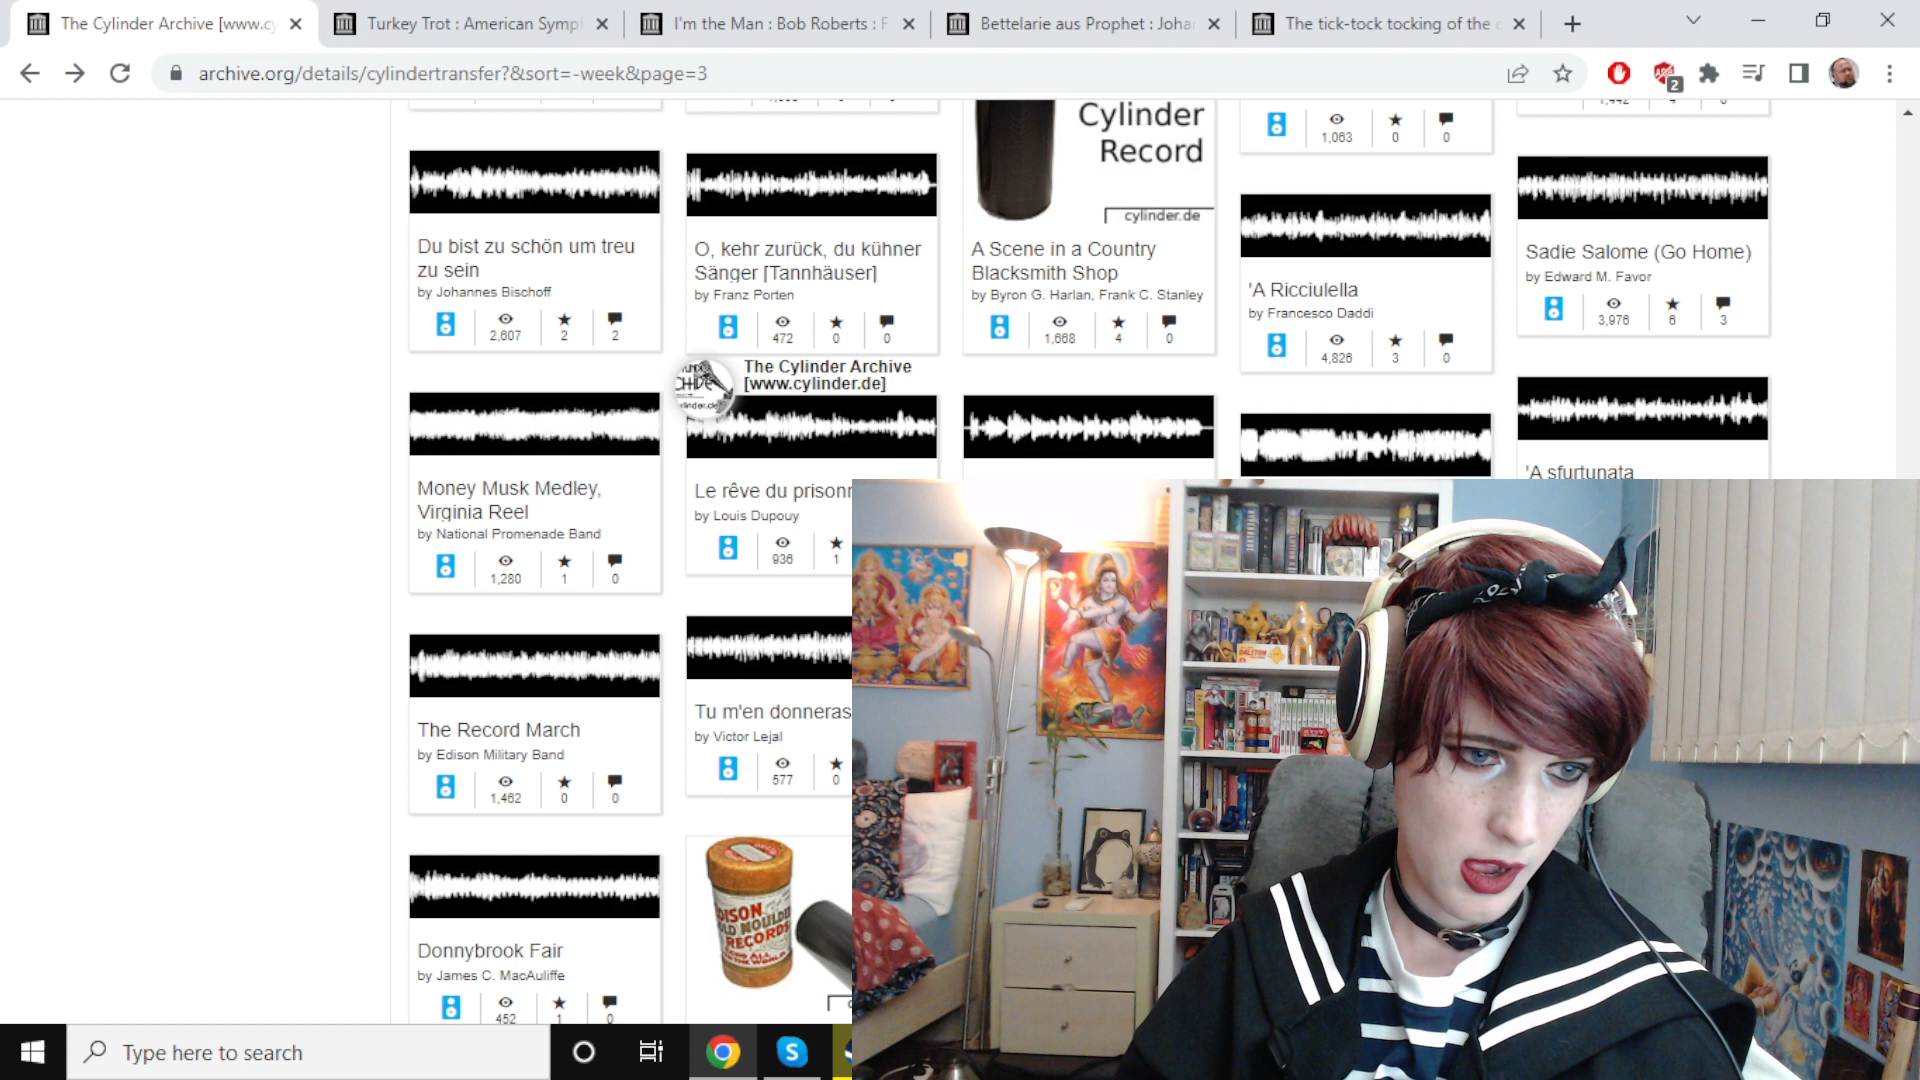 The Cylinder Archive [www.cy
Turkey Trot : American Symp
I'm the Man : Bob Roberts : F
Bettelarie aus Prophet : Joha
The tick-tock tocking of the
archive.org/details/cylindertransfer?&sort=-week&page=3
2
Cylinder
Record
cylinder.de
1,063
0
0
Du bist zu schön um treu
zu sein
by Johannes Bischoff
2,607
2
2
O, kehr zurück, du kühner
Sänger [Tannhäuser]
by Franz Porten
472
0
0
A Scene in a Country
Blacksmith Shop
by Byron G. Harlan, Frank C. Stanley
1,668
4
0
'A Ricciulella
by Francesco Daddi
4,826
3
0
Sadie Salome (Go Home)
by Edward M. Favor
3,976
6
3
The Cylinder Archive
[www.cylinder.de]
Money Musk Medley,
Virginia Reel
by National Promenade Band
1,280
1
0
Le rêve du prisonn
by Louis Dupouy
936
1
'A sfurtunata
The Record March
by Edison Military Band
1,462
0
0
Tu m'en donneras
by Victor Lejal
577
0
Donnybrook Fair
by James C. MacAuliffe
452
1
0
EDISON
GOLD MOULDED
RECORDS
Type here to search